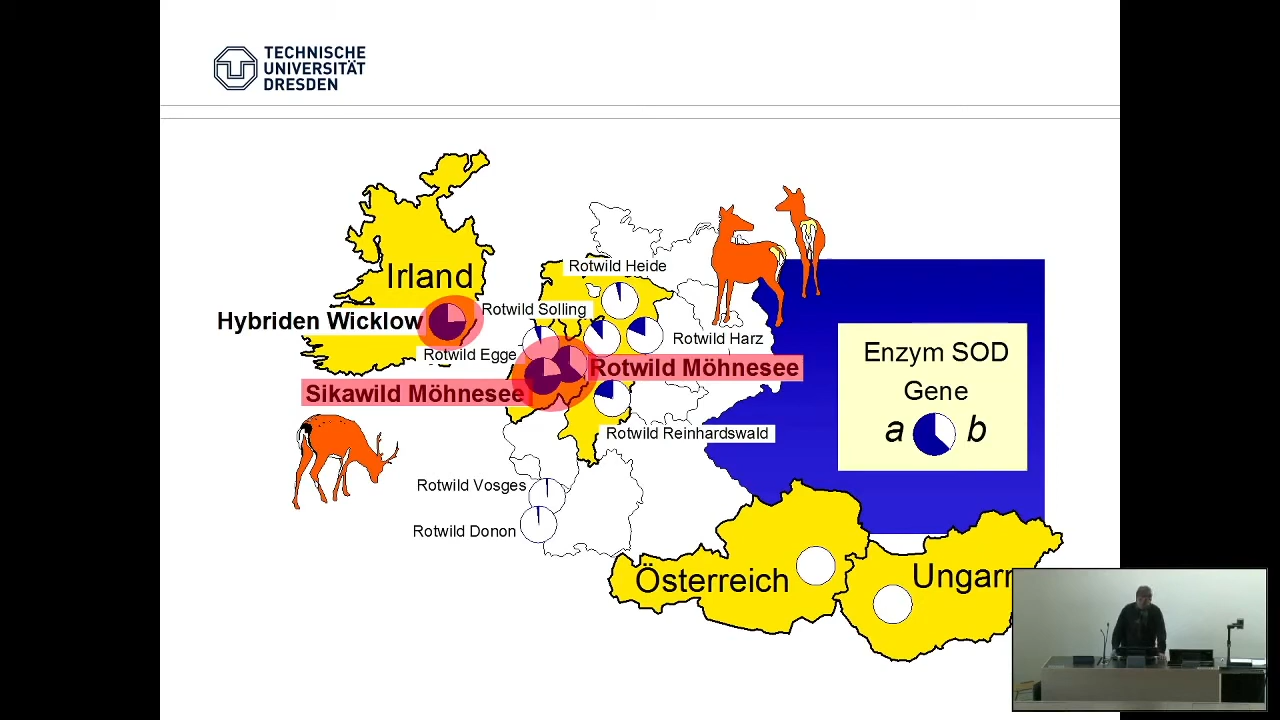 TECHNISCHE
UNIVERSITÄT
DRESDEN
Irland
Rotwild Heide
Rotwild Solling
Hybriden Wicklow
Rotwild Harz
Rotwild Egge
Rotwild Möhnesee
Sikawild Möhnesee
Enzym SOD
Gene
a b
Rotwild Reinhardswald
Rotwild Vosges
Rotwild Donon
Österreich
Ungarn